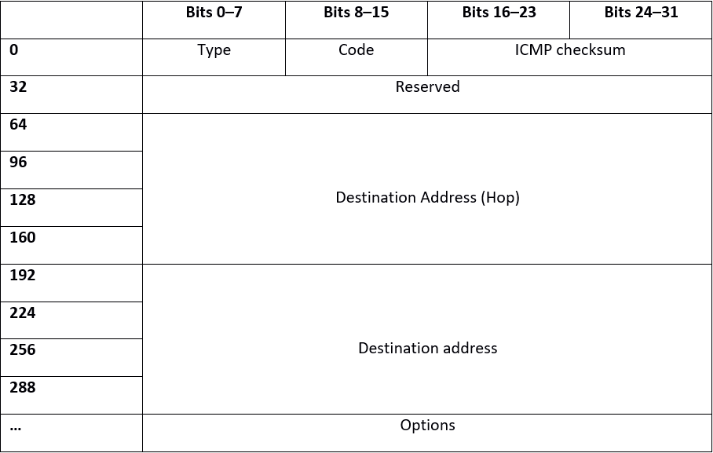 Bits 0–7 Bits 8–15 Bits 16–23 Bits 24–31
0 Type Code ICMP checksum
32 Reserved
64
96
128 Destination Address (Hop)
160
192
224
256 Destination address
288
... Options